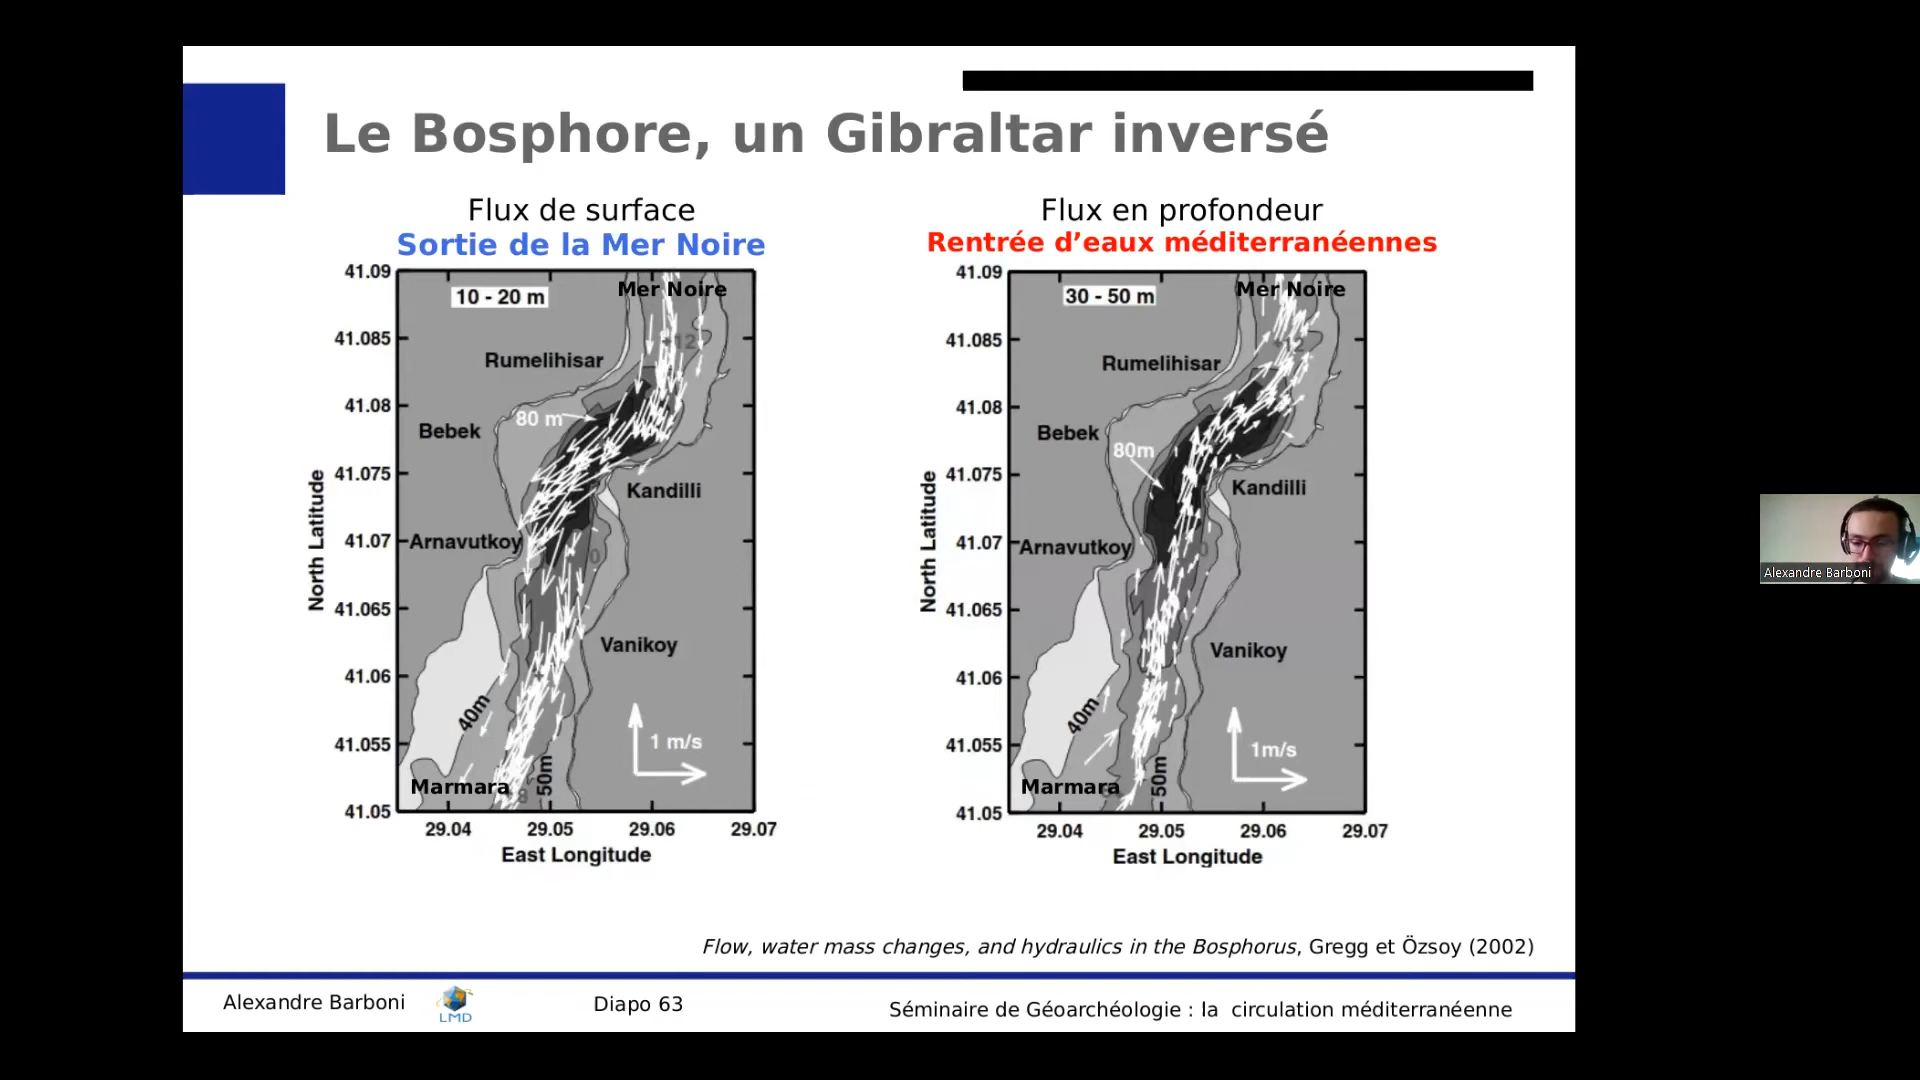 Le Bosphore, un Gibraltar inversé
Flux de surface
Sortie de la Mer Noire
41.09
41.085
41.08
41.075
41.07
41.065
41.06
41.055
41.05
North Latitude
10 - 20 m
Mer Noire
12
Rumelihisar
80 m
Bebek
Kandilli
Arnavutkoy
0
Vanikoy
40m
1 m/s
50m
Marmara
8
29.04
29.05
29.06
29.07
East Longitude
Flux en profondeur
Rentrée d’eaux méditerranéennes
41.09
41.085
41.08
41.075
41.07
41.065
41.06
41.055
41.05
North Latitude
30 - 50 m
Mer Noire
12
Rumelihisar
Bebek
80m
Kandilli
Arnavutkoy
0
Vanikoy
40m
1m/s
50m
Marmara
29.04
29.05
29.06
29.07
East Longitude
Flow, water mass changes, and hydraulics in the Bosphorus, Gregg et Özsoy (2002)
Alexandre Barboni
LMD
Diapo 63
Séminaire de Géoarchéologie : la circulation méditerranéenne
Alexandre Barboni